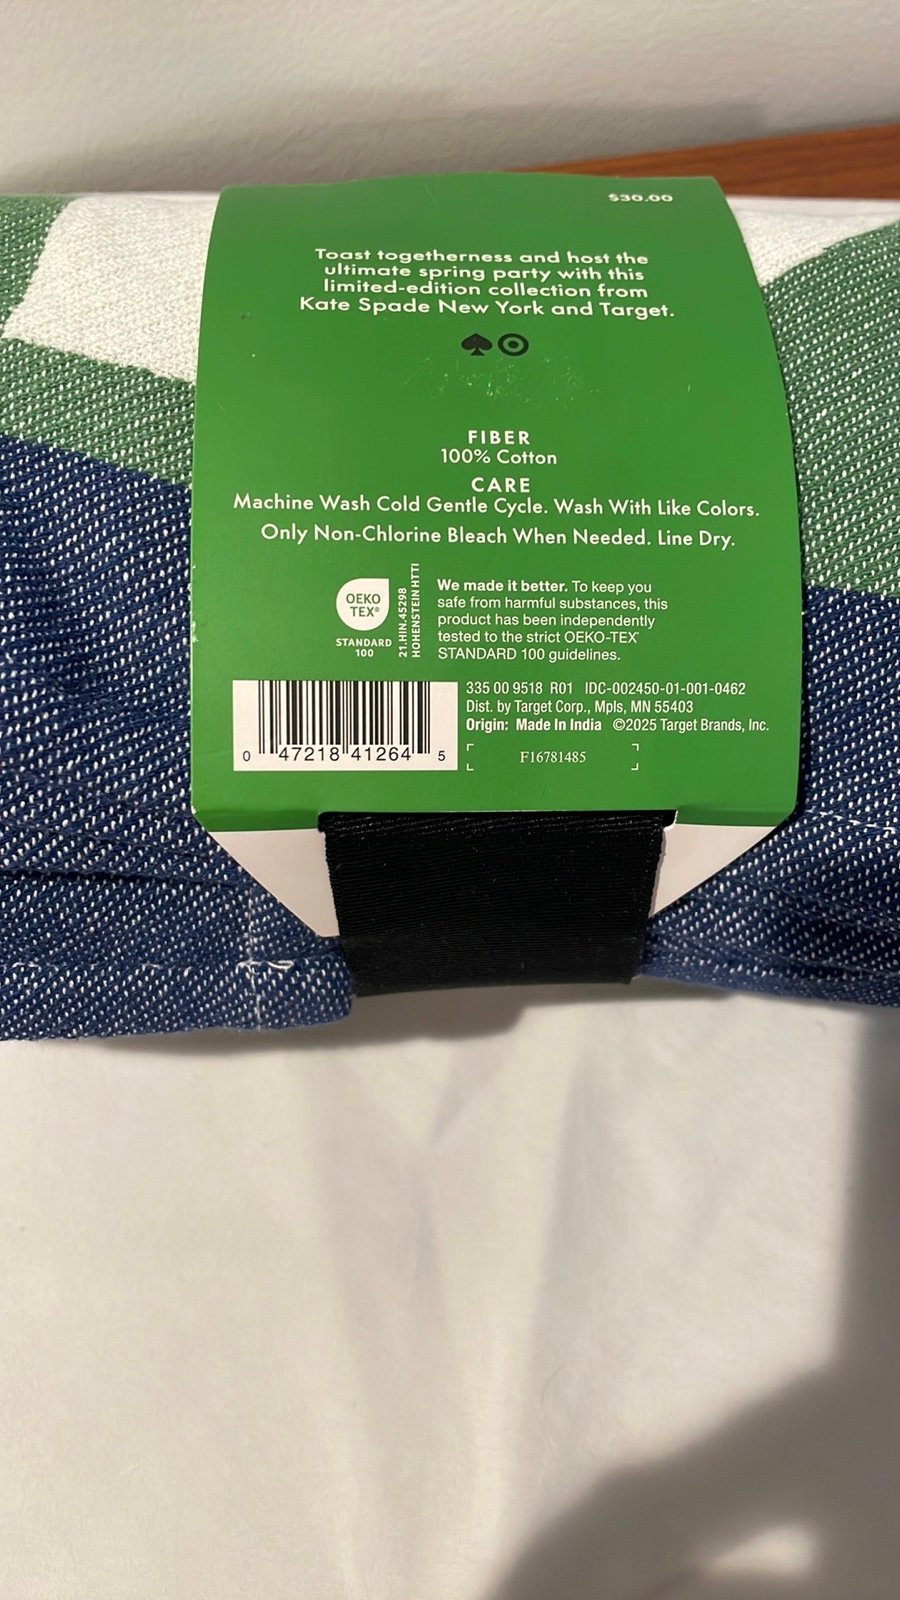 $30.00
Toast togetherness and host the
ultimate spring party with this
limited-edition collection from
Kate Spade New York and Target.
FIBER
100% Cotton
CARE
Machine Wash Cold Gentle Cycle. Wash With Like Colors.
Only Non-Chlorine Bleach When Needed. Line Dry.
OEKO
TEX®
STANDARD
100
21.HIN.45298
HOHENSTEIN HTTI
We made it better. To keep you
safe from harmful substances, this
product has been independently
tested to the strict OEKO-TEX®
STANDARD 100 guidelines.
0 47218 41264 5
335 00 9518 R01 IDC-002450-01-001-0462
Dist. by Target Corp., Mpls, MN 55403
Origin: Made In India ©2025 Target Brands, Inc.
F16781485